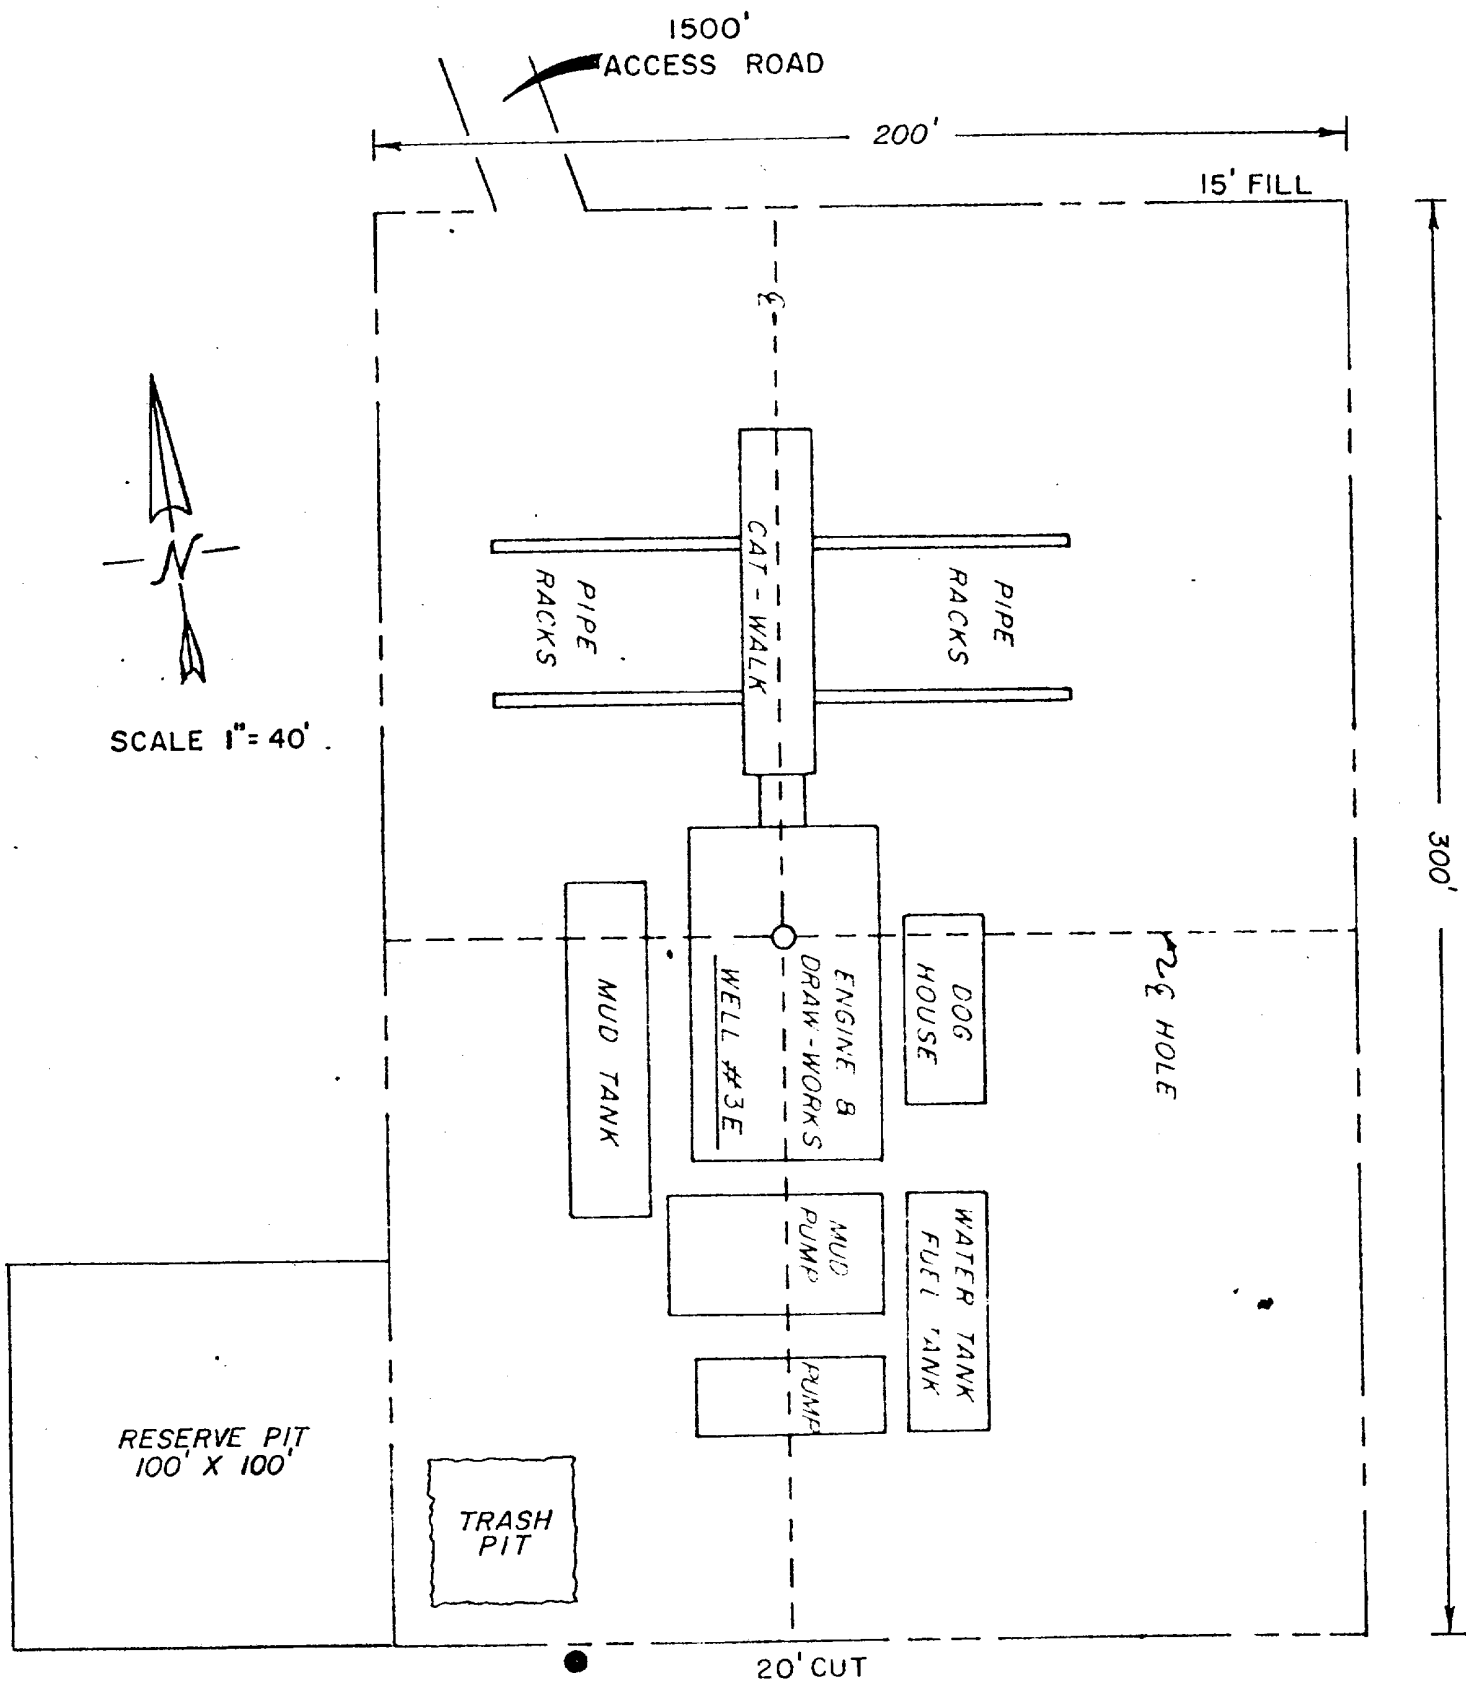 1500'
ACCESS ROAD
200'
15' FILL
℄
CAT-WALK
PIPE
RACKS
PIPE
RACKS
N
SCALE 1"=40'
300'
MUD TANK
ENGINE &
DRAW-WORKS
WELL #3E
DOG
HOUSE
℄ HOLE
MUD
PUMP
WATER TANK
FUEL TANK
PUMP
RESERVE PIT
100' X 100'
TRASH
PIT
20' CUT